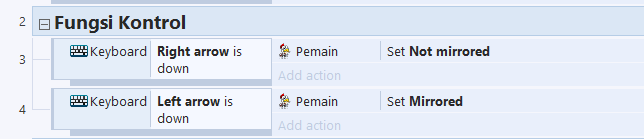 2 Fungsi Kontrol
3 Keyboard Right arrow is down Pemain Set Not mirrored
Add action
4 Keyboard Left arrow is down Pemain Set Mirrored
Add action